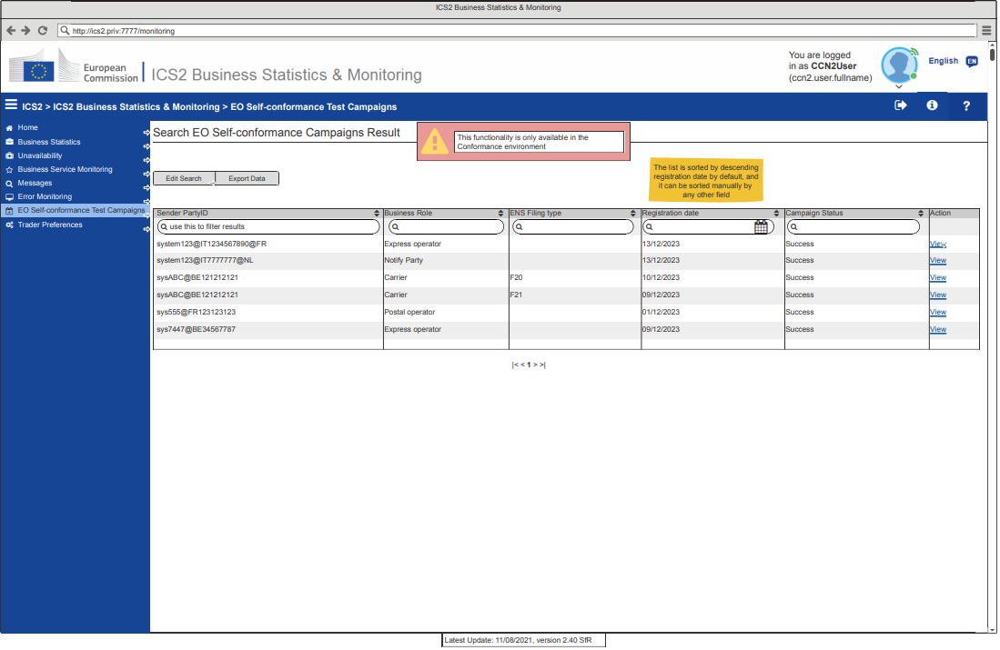 ICS2 Business Statistics & Monitoring
http://ics2.priv:7777/monitoring
European
Commission
ICS2 Business Statistics & Monitoring
You are logged
in as CCN2User
(ccn2.user.fullname)
English EN
ICS2 > ICS2 Business Statistics & Monitoring > EO Self-conformance Test Campaigns
Home
Business Statistics
Unavailability
Business Service Monitoring
Messages
Error Monitoring
EO Self-conformance Test Campaigns
Trader Preferences
Search EO Self-conformance Campaigns Result
This functionality is only available in the
Conformance environment
Edit Search Export Data
The list is sorted by descending
registration date by default, and
it can be sorted manually by
any other field
Sender PartyID Business Role ENS Filing type Registration date Campaign Status Action
use this to filter results
system123@IT1234567890@FR Express operator 13/12/2023 Success View
system123@IT7777777@NL Notify Party 13/12/2023 Success View
sysABC@BE121212121 Carrier F20 10/12/2023 Success View
sysABC@BE121212121 Carrier F21 09/12/2023 Success View
sys555@FR123123123 Postal operator 01/12/2023 Success View
sys7447@BE34567787 Express operator 09/12/2023 Success View
|< < 1 > >|
Latest Update: 11/08/2021, version 2.40 SfR